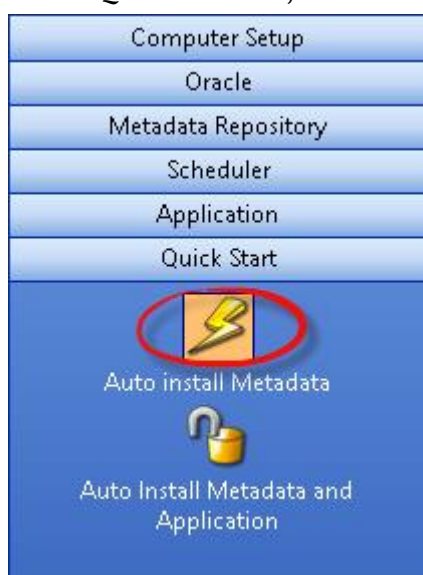 Computer Setup
Oracle
Metadata Repository
Scheduler
Application
Quick Start
Auto install Metadata
Auto Install Metadata and
Application